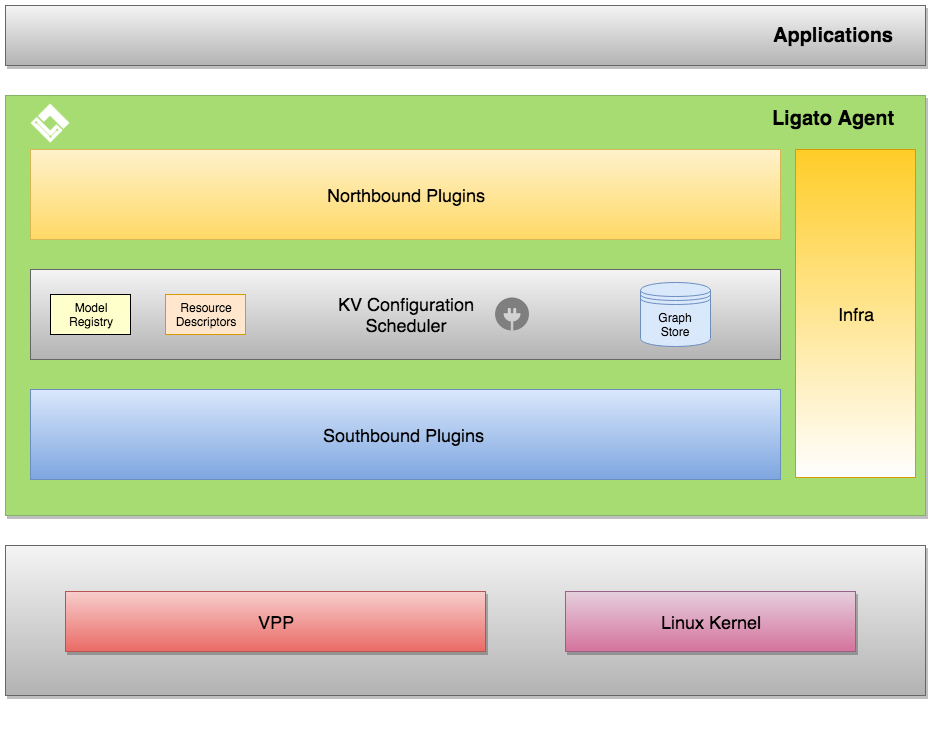 Applications
Ligato Agent
Northbound Plugins
Infra
Model
Registry
Resource
Descriptors
KV Configuration
Scheduler
Graph
Store
Southbound Plugins
VPP
Linux Kernel